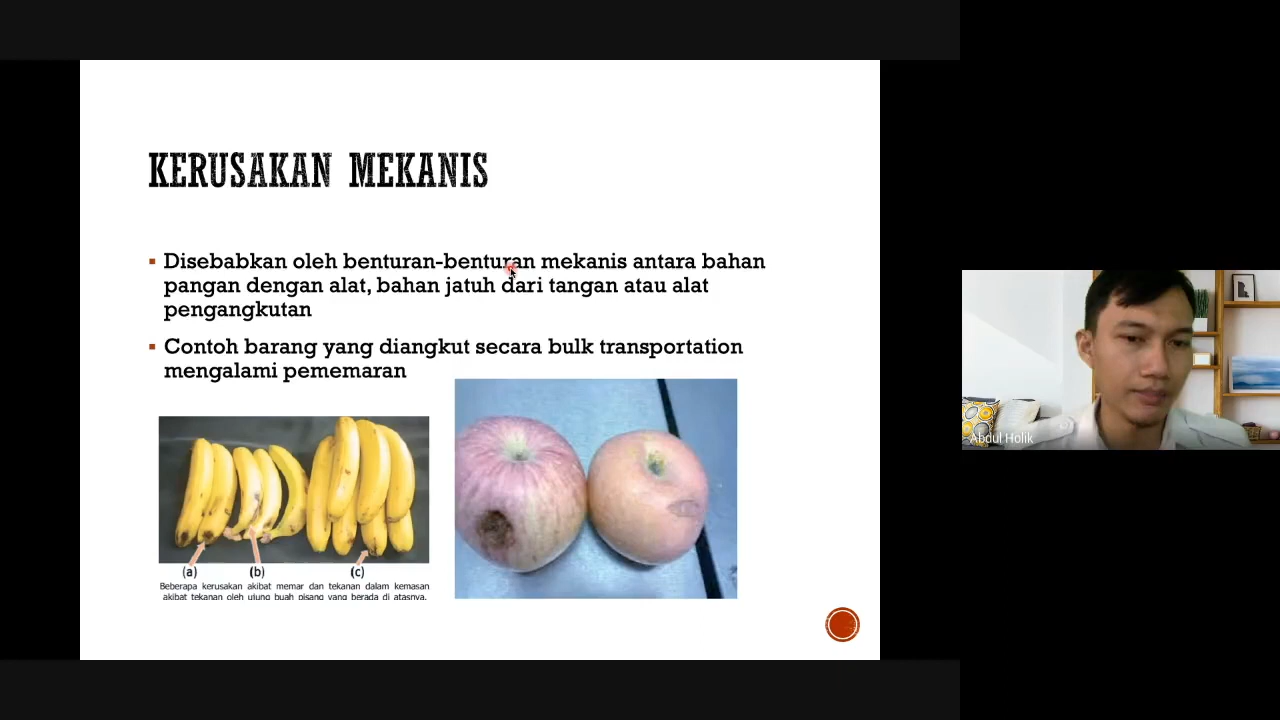 KERUSAKAN MEKANIS
Disebabkan oleh benturan-benturan mekanis antara bahan
pangan dengan alat, bahan jatuh dari tangan atau alat
pengangkutan
Contoh barang yang diangkut secara bulk transportation
mengalami pememaran
(a) (b) (c)
Beberapa kerusakan akibat memar dan tekanan dalam kemasan
akibat tekanan oleh ujung buah pisang yang berada di atasnya.
Abdul Holik